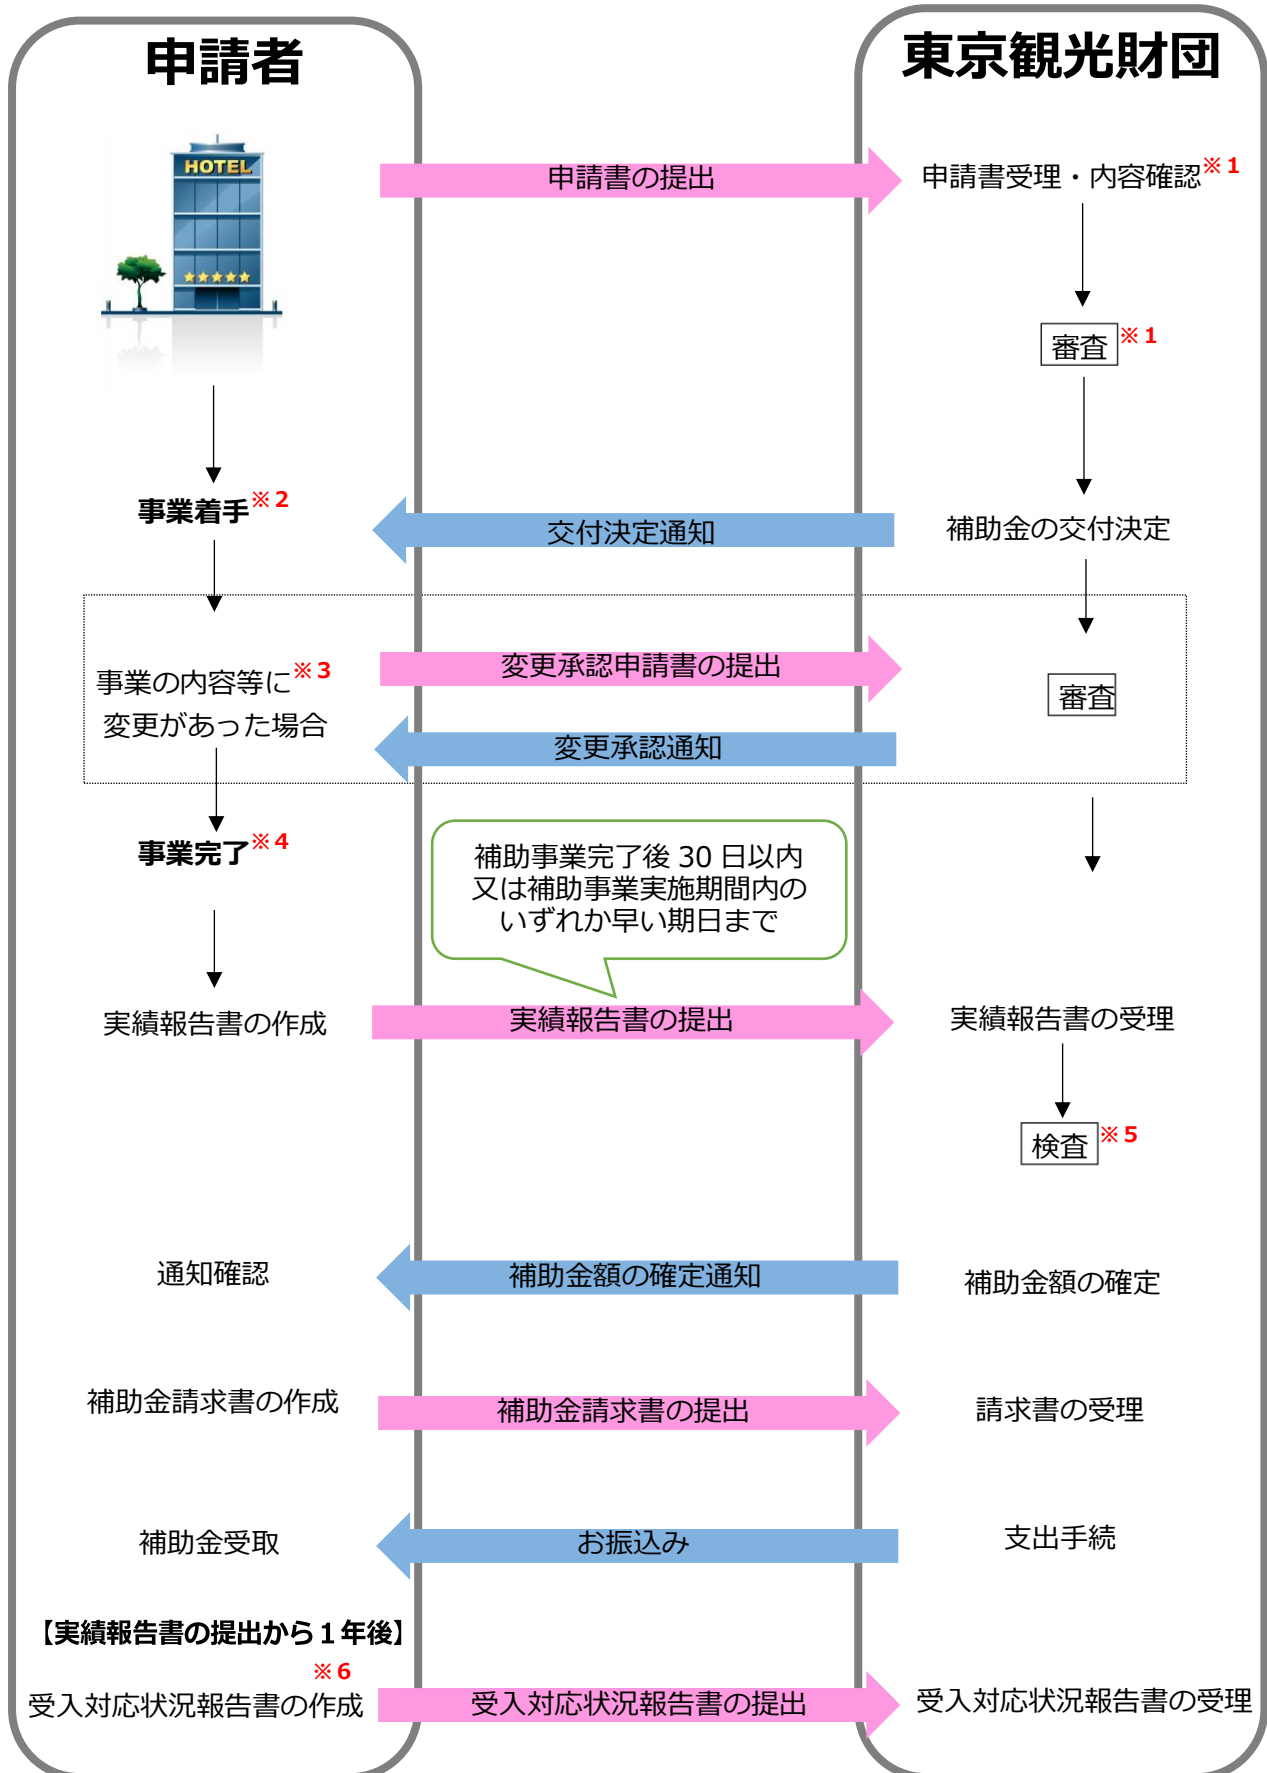 申請者
東京観光財団
HOTEL
申請書の提出
申請書受理・内容確認※1
審査※1
事業着手※2
交付決定通知
補助金の交付決定
事業の内容等に※3
変更があった場合
変更承認申請書の提出
審査
変更承認通知
事業完了※4
補助事業完了後 30 日以内
又は補助事業実施期間内の
いずれか早い期日まで
実績報告書の作成
実績報告書の提出
実績報告書の受理
検査※5
通知確認
補助金額の確定通知
補助金額の確定
補助金請求書の作成
補助金請求書の提出
請求書の受理
補助金受取
お振込み
支出手続
【実績報告書の提出から１年後】
※6
受入対応状況報告書の作成
受入対応状況報告書の提出
受入対応状況報告書の受理